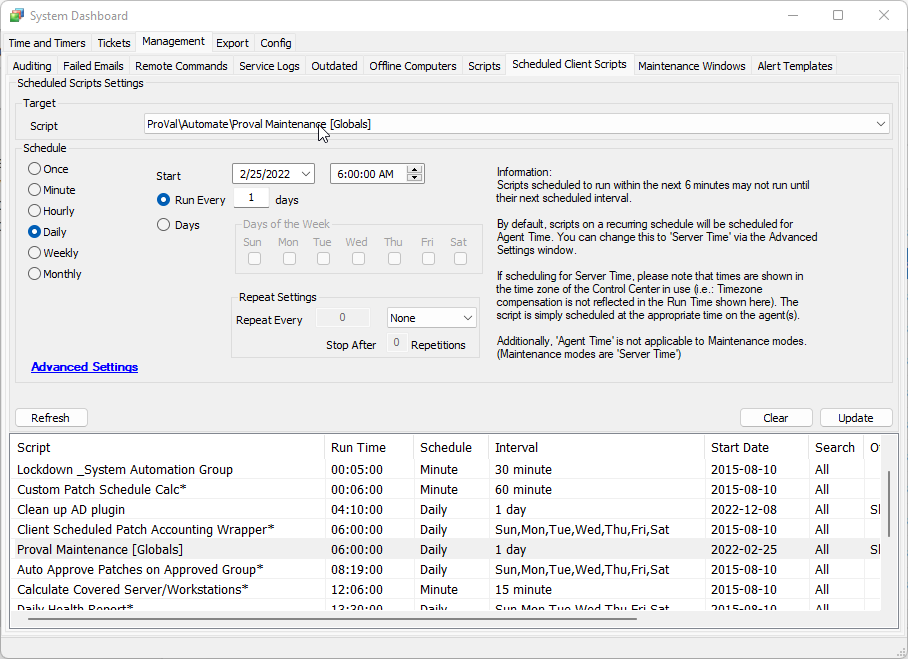 System Dashboard
Time and Timers Tickets Management Export Config
Auditing Failed Emails Remote Commands Service Logs Outdated Offline Computers Scripts Scheduled Client Scripts Maintenance Windows Alert Templates
Scheduled Scripts Settings
Target
Script ProVal\Automate\Proval Maintenance [Globals]
Schedule
Once
Minute
Hourly
Daily
Weekly
Monthly
Start 2/25/2022 6:00:00 AM
Run Every 1 days
Days
Days of the Week
Sun Mon Tue Wed Thu Fri Sat
Repeat Settings
Repeat Every 0 None
Stop After 0 Repetitions
Information:
Scripts scheduled to run within the next 6 minutes may not run until
their next scheduled interval.
By default, scripts on a recurring schedule will be scheduled for
Agent Time. You can change this to 'Server Time' via the Advanced
Settings window.
If scheduling for Server Time, please note that times are shown in
the time zone of the Control Center in use (i.e.: Timezone
compensation is not reflected in the Run Time shown here). The
script is simply scheduled at the appropriate time on the agent(s).
Additionally, 'Agent Time' is not applicable to Maintenance modes.
(Maintenance modes are 'Server Time')
Advanced Settings
Refresh Clear Update
Script Run Time Schedule Interval Start Date Search
Lockdown _System Automation Group 00:05:00 Minute 30 minute 2015-08-10 All
Custom Patch Schedule Calc* 00:06:00 Minute 60 minute 2015-08-10 All
Clean up AD plugin 04:10:00 Daily 1 day 2022-12-08 All
Client Scheduled Patch Accounting Wrapper* 06:00:00 Daily Sun,Mon,Tue,Wed,Thu,Fri,Sat 2015-08-10 All
Proval Maintenance [Globals] 06:00:00 Daily 1 day 2022-02-25 All
Auto Approve Patches on Approved Group* 08:19:00 Daily Sun,Mon,Tue,Wed,Thu,Fri,Sat 2015-08-10 All
Calculate Covered Server/Workstations* 12:06:00 Minute 15 minute 2015-08-10 All
Daily Health Report* 13:30:00 Daily Sun,Mon,Tue,Wed,Thu,Fri,Sat 2015-08-10 All